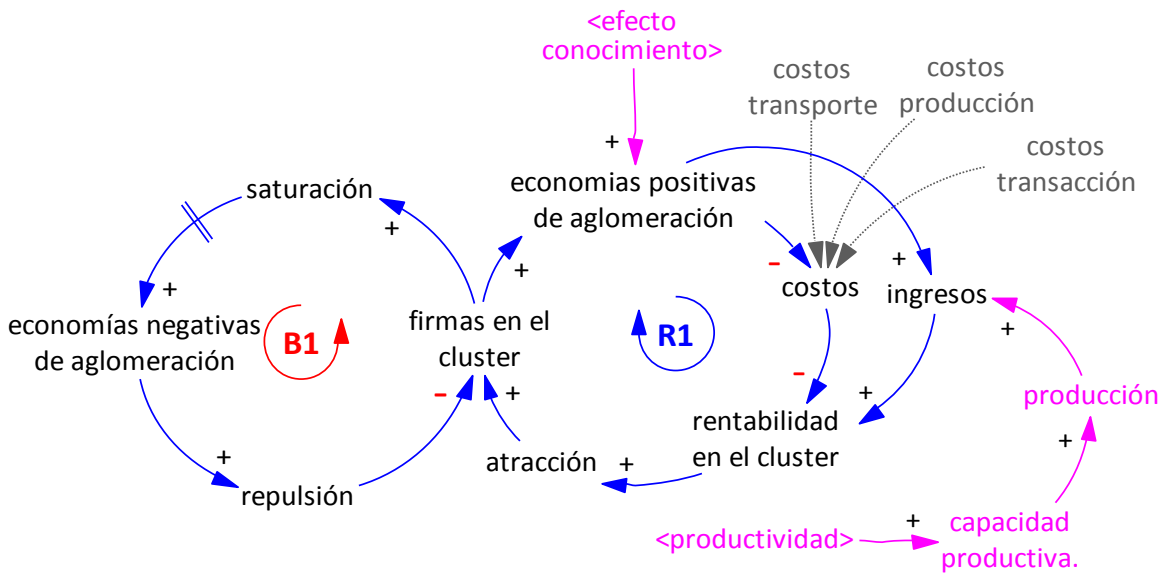 <efecto
conocimiento>
costos
transporte
costos
producción
costos
transacción
+
economias positivas
de aglomeración
saturación
+
+
-
+
+
costos
ingresos
economías negativas
de aglomeración
B1
firmas en el
cluster
R1
+
-
+
-
+
producción
rentabilidad
en el cluster
+
+
atracción
+
repulsión
<productividad>
+
capacidad
productiva.